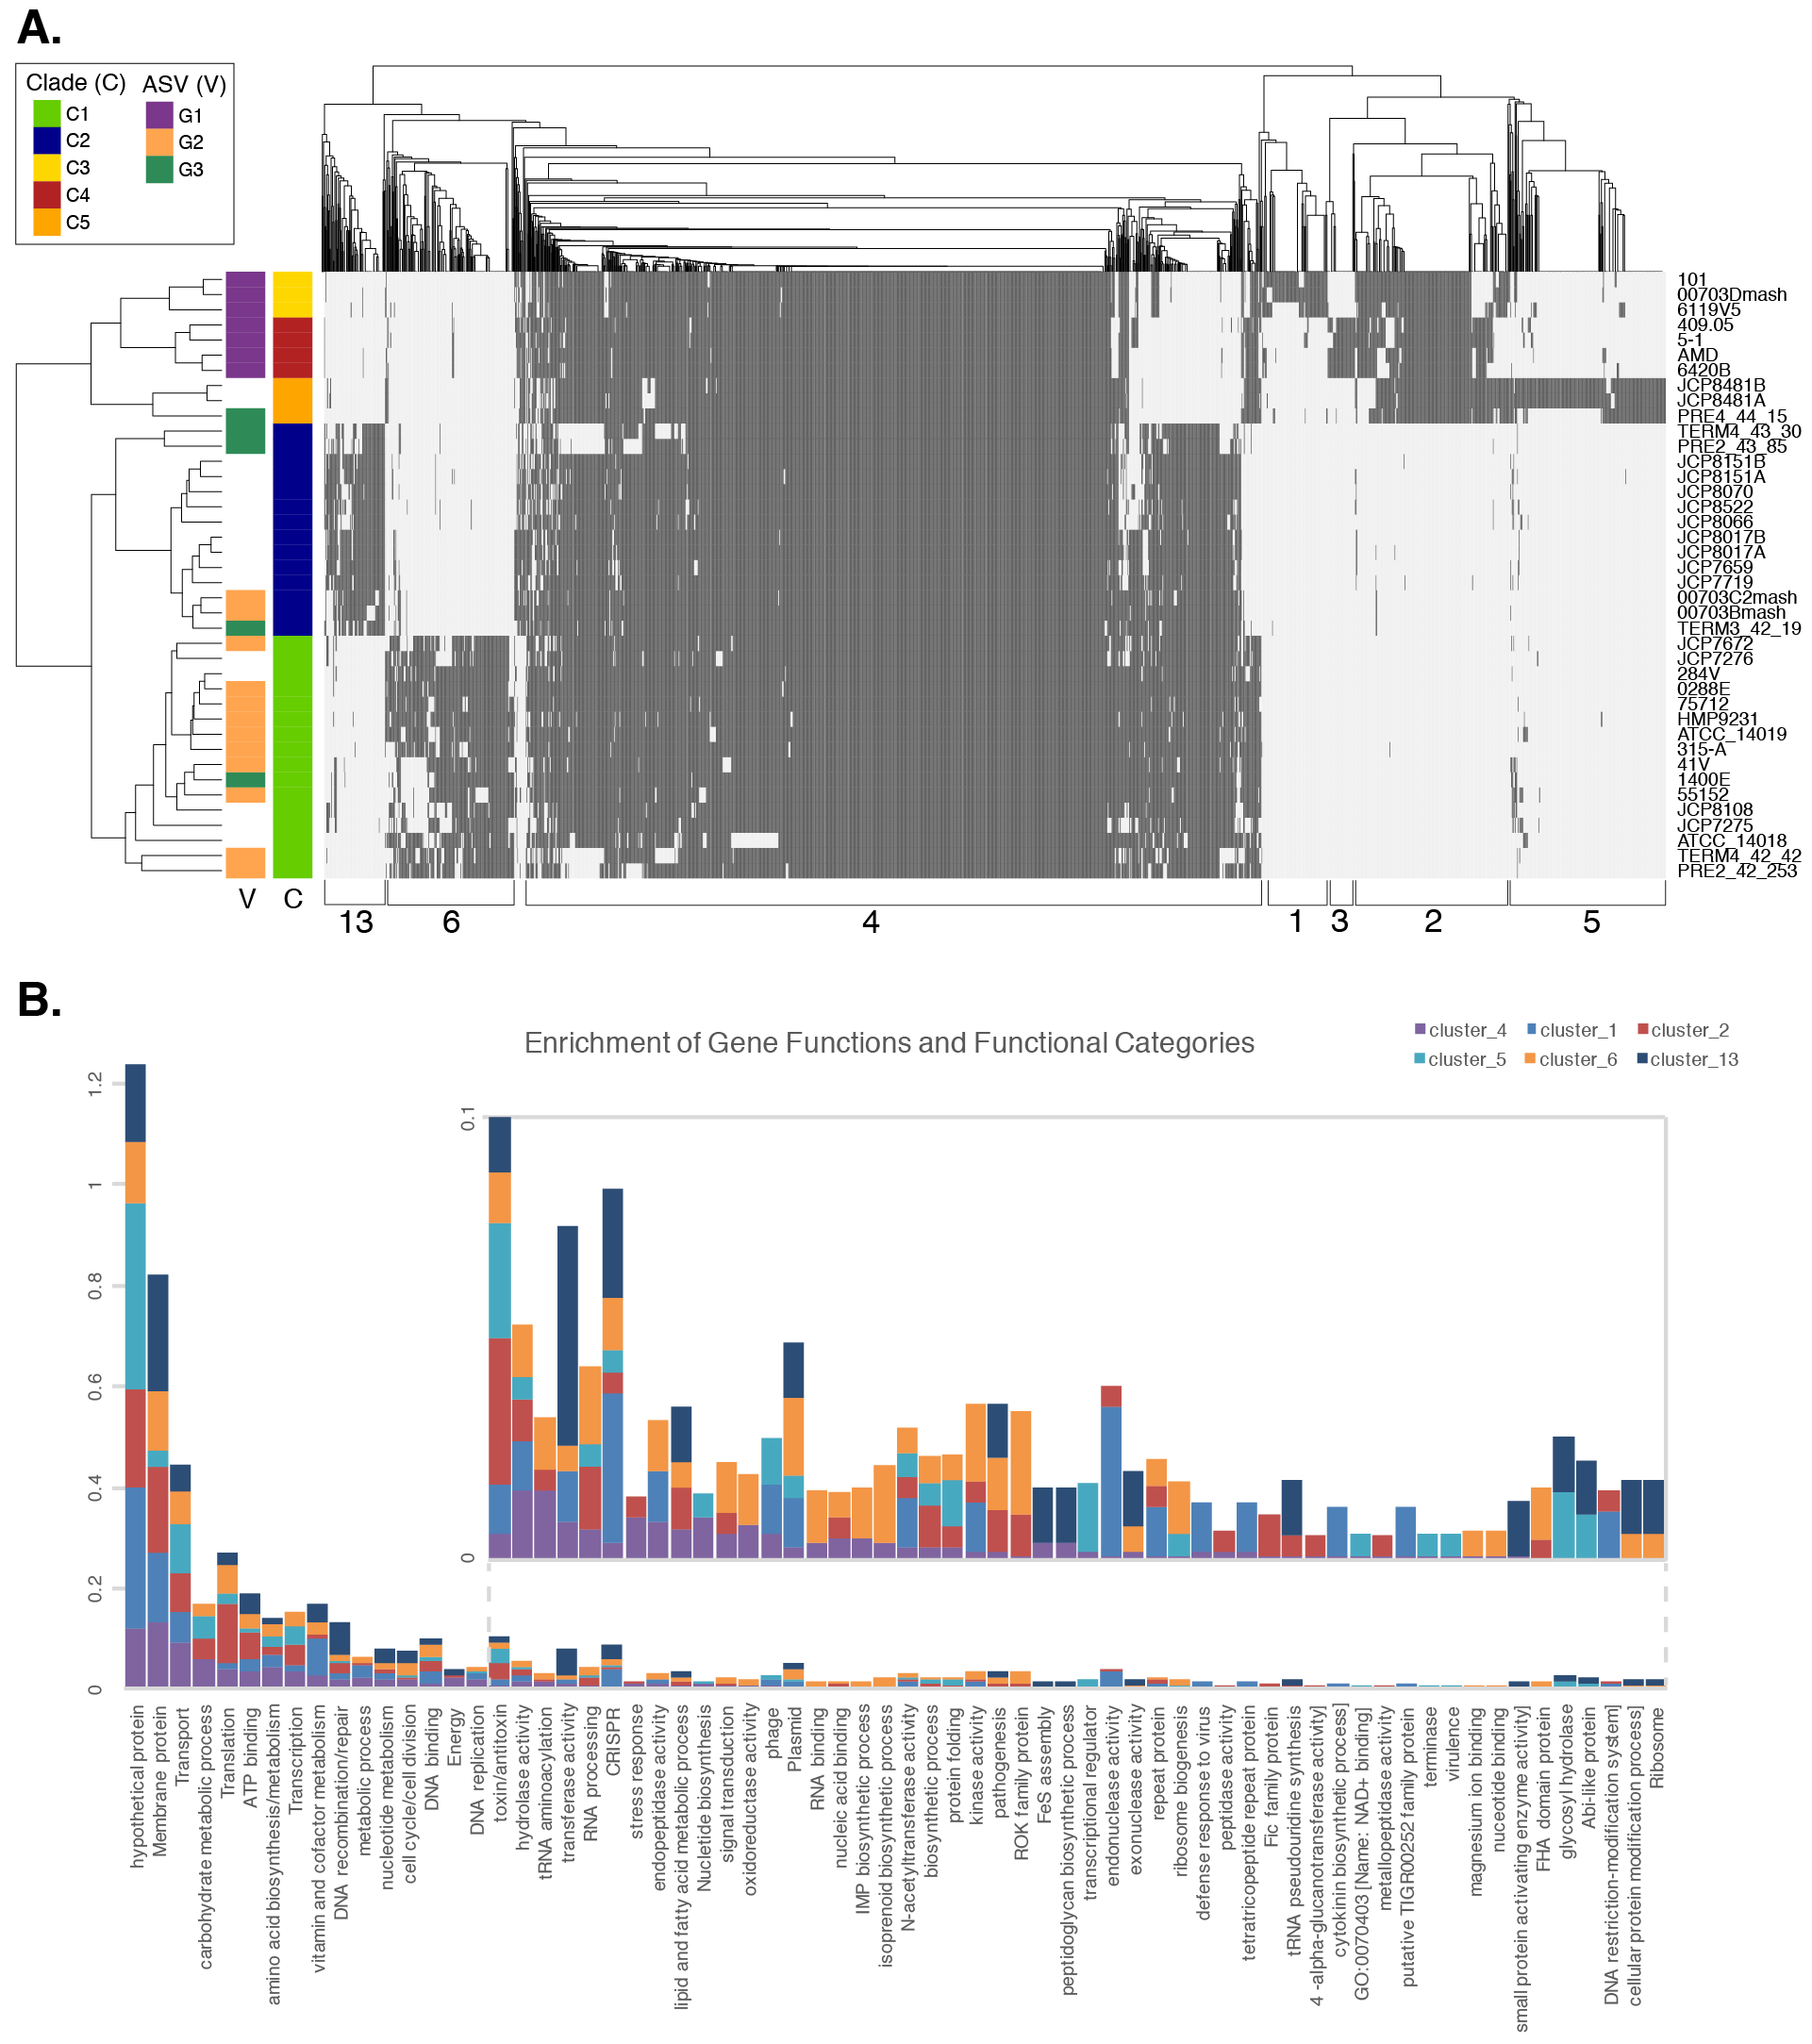 A.
Clade (C) ASV (V)
C1 G1
C2 G2
C3 G3
C4
C5
101
00703Dmash
6119V5
409.05
5-1
AMD
6420B
JCP8481B
JCP8481A
PRE4_44_15
TERM4_43_30
PRE2_43_85
JCP8151B
JCP8151A
JCP8070
JCP8522
JCP8066
JCP8017B
JCP8017A
JCP7659
JCP7719
00703C2mash
00703Bmash
TERM3_42_19
JCP7672
JCP7276
284V
0288E
75712
HMP9231
ATCC_14019
315-A
41V
1400E
55152
JCP8108
JCP7275
ATCC_14018
TERM4_42_42
PRE2_42_253
V C
13 6 4 1 3 2 5
B.
Enrichment of Gene Functions and Functional Categories
cluster_4 cluster_1 cluster_2
cluster_5 cluster_6 cluster_13
1.2
1
0.8
0.6
0.4
0.2
0
0.1
0
hypothetical protein
Membrane protein
Transport
carbohydrate metabolic process
Translation
ATP binding
amino acid biosynthesis/metabolism
Transcription
vitamin and cofactor metabolism
DNA recombination/repair
metabolic process
nucleotide metabolism
cell cycle/cell division
DNA binding
Energy
DNA replication
toxin/antitoxin
hydrolase activity
tRNA aminoacylation
transferase activity
RNA processing
CRISPR
stress response
endopeptidase activity
lipid and fatty acid metabolic process
Nucletide biosynthesis
signal transduction
oxidoreductase activity
phage
Plasmid
RNA binding
nucleic acid binding
IMP biosynthetic process
isoprenoid biosynthetic process
N-acetyltransferase activity
biosynthetic process
protein folding
kinase activity
pathogenesis
ROK family protein
FeS assembly
peptidoglycan biosynthetic process
transcriptional regulator
endonuclease activity
exonuclease activity
repeat protein
ribosome biogenesis
defense response to virus
peptidase activity
tetratricopeptide repeat protein
Fic family protein
tRNA pseudouridine synthesis
4 -alpha-glucanotransferase activity]
cytokinin biosynthetic process]
GO:0070403 [Name: NAD+ binding]
metallopeptidase activity
putative TIGR00252 family protein
terminase
virulence
magnesium ion binding
nuceotide binding
small protein activating enzyme activity]
FHA domain protein
glycosyl hydrolase
Abi-like protein
DNA restriction-modification system]
cellular protein modification process]
Ribosome